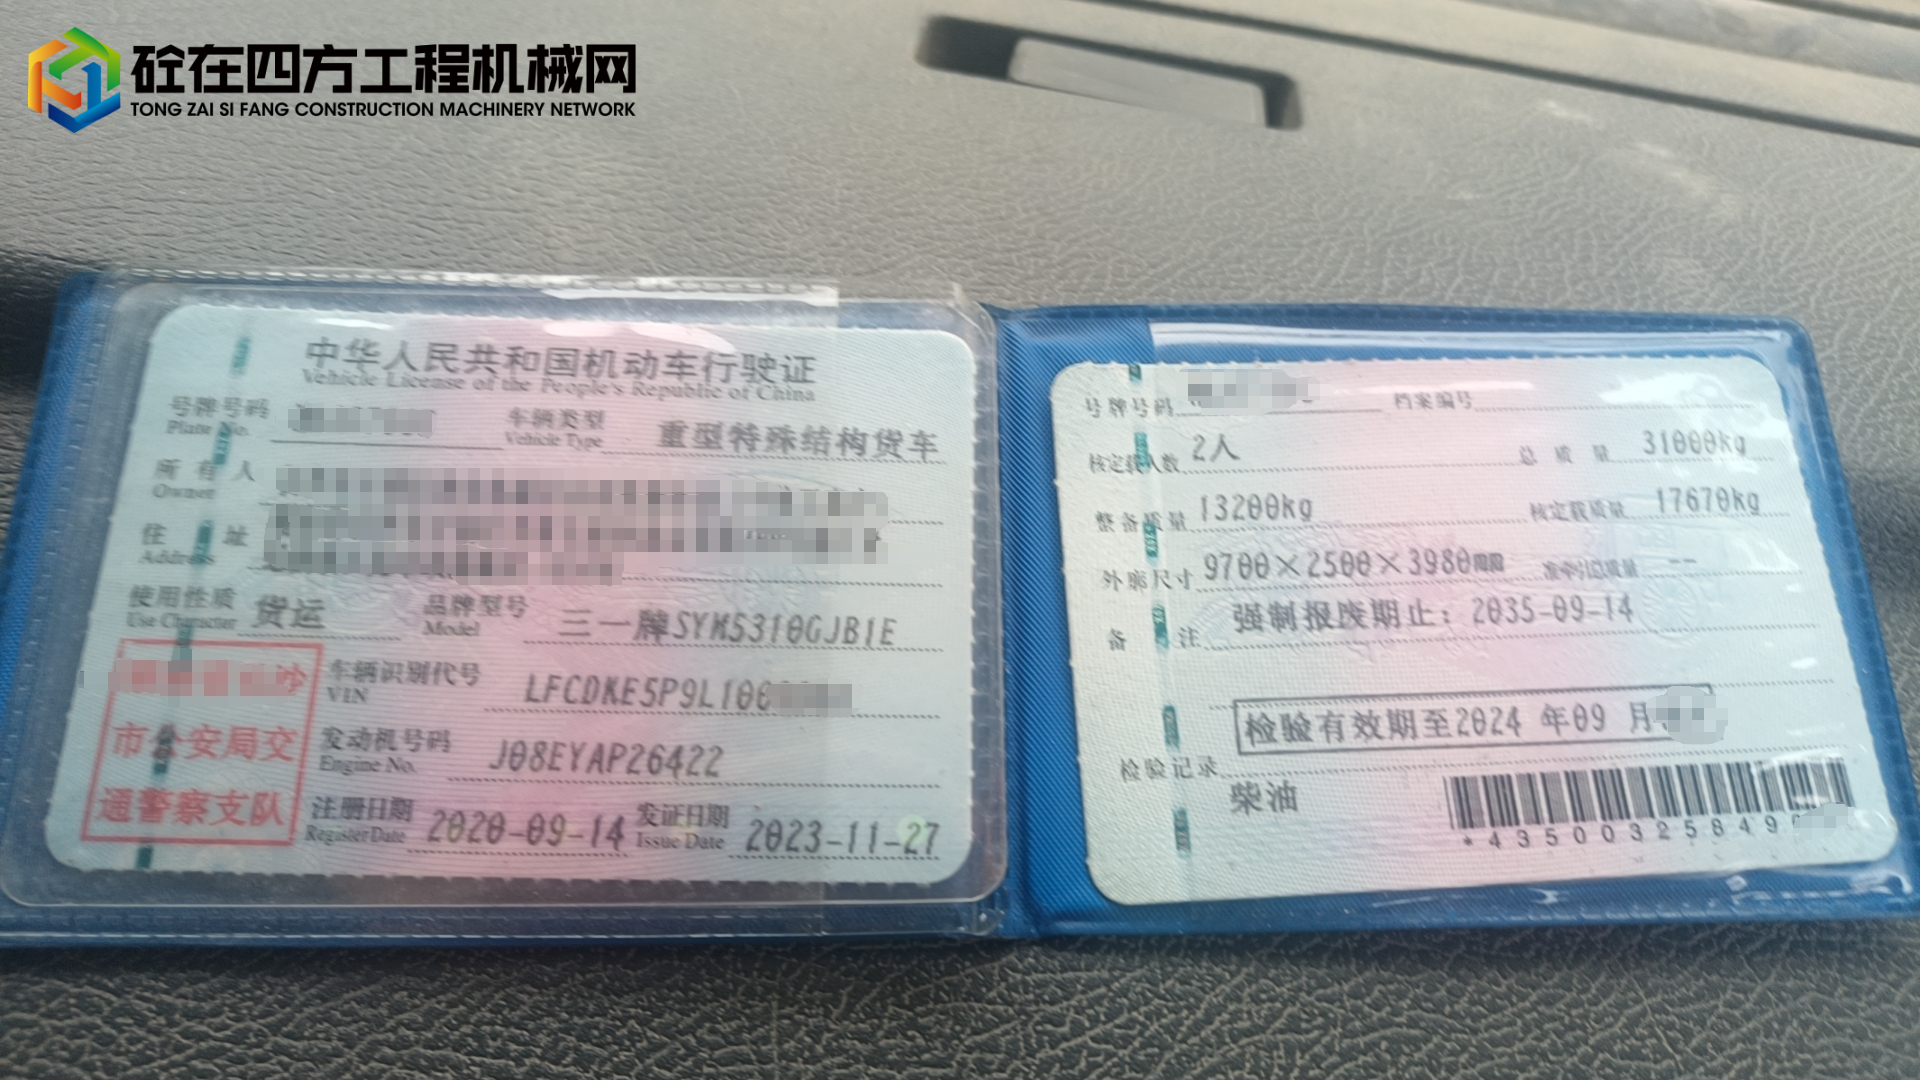 砼在四方工程机械网
TONG ZAI SI FANG CONSTRUCTION MACHINERY NETWORK
中华人民共和国机动车行驶证
Vehicle License of the People's Republic of China
号牌号码 车辆类型 重型特殊结构货车
Plate No. Vehicle Type
所有人
Owner
住址
Address
使用性质 货运 品牌型号 三一牌SYM5310GJB1E
Use Character Model
车辆识别代号 LFCDKE5P9L100
VIN
市公安局交
通警察支队
发动机号码 J08EYAP26422
Engine No.
注册日期 2020-09-14 发证日期 2023-11-27
Register Date Issue Date
号牌号码 档案编号
核定载人数 2人 总质量 31000kg
整备质量 13200kg 核定载质量 17670kg
外廓尺寸 9700×2500×3980mm 准牵引总质量 --
备注 强制报废期止：2035-09-14
检验有效期至2024 年09 月
检验记录
柴油
*43500325849